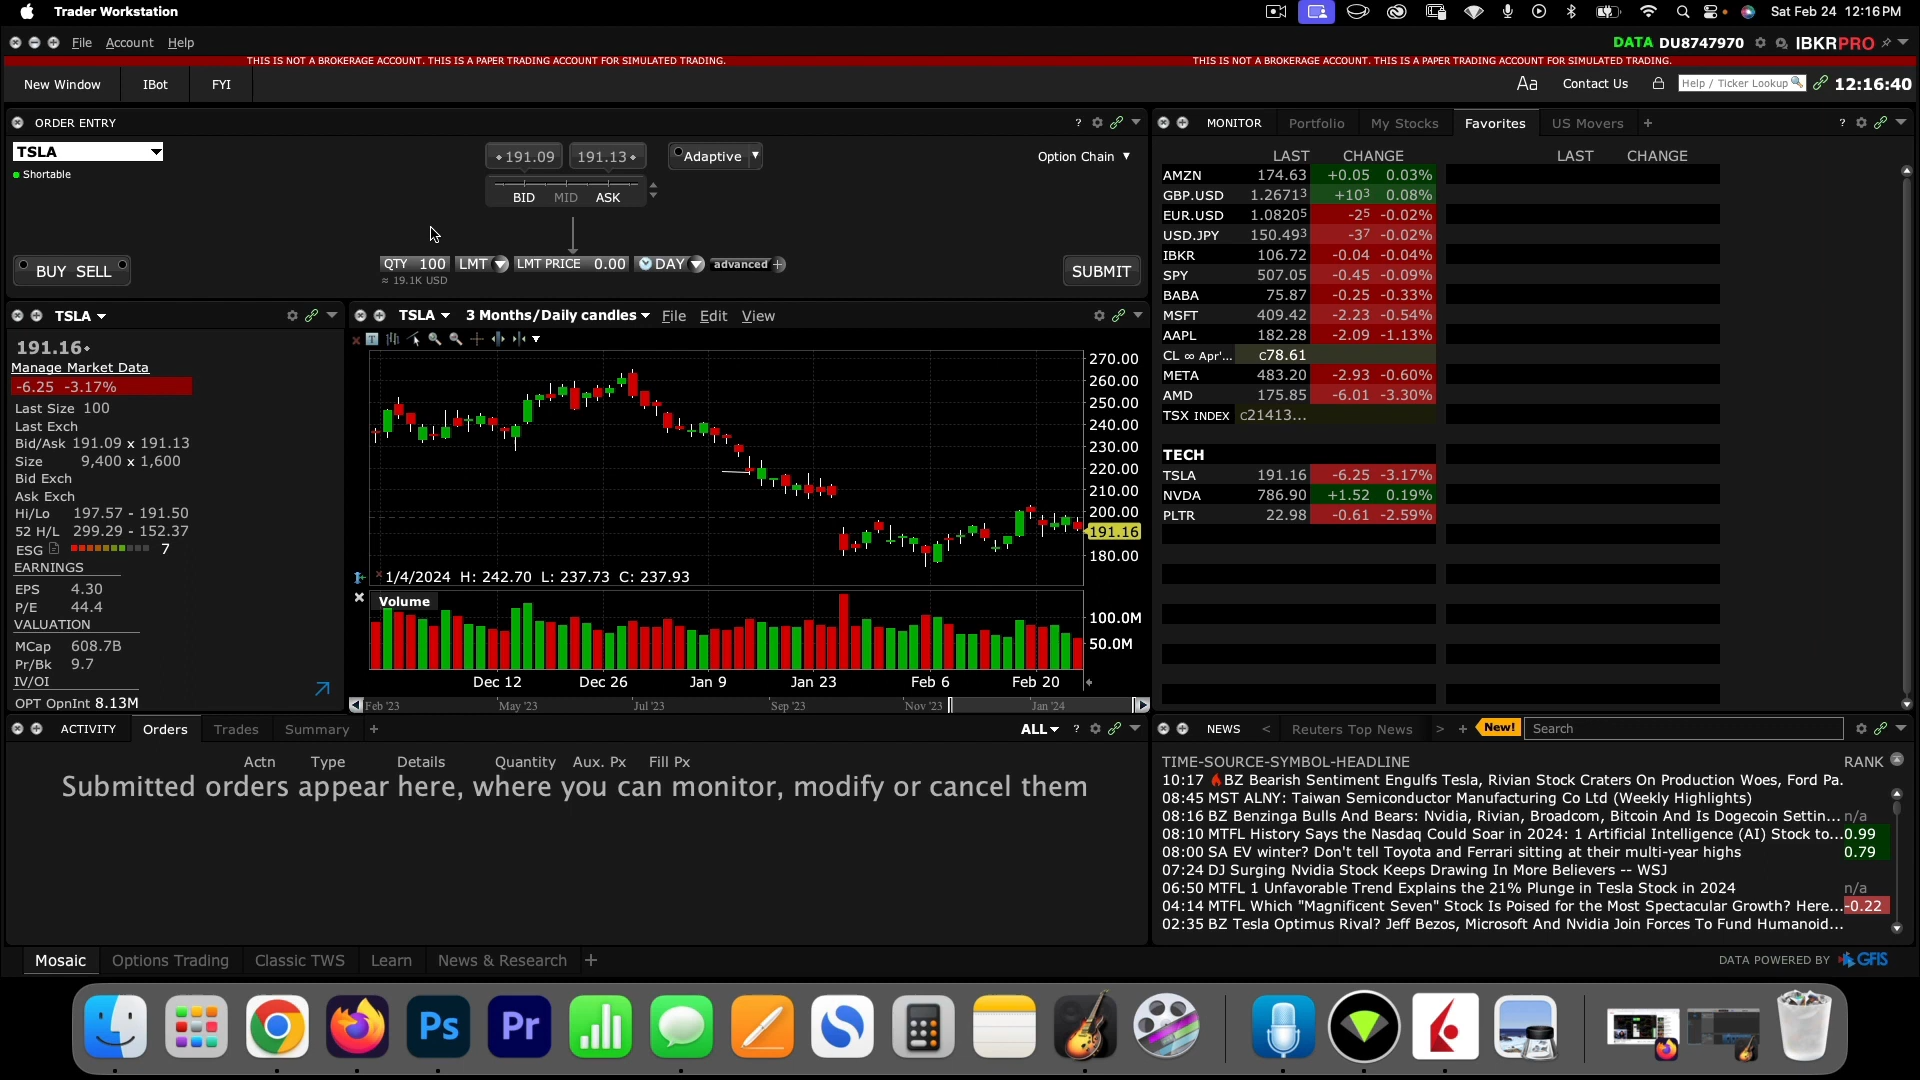 Trader Workstation
Sat Feb 24 12:16 PM
File Account Help
DATA DU8747970
IBKRPRO
THIS IS NOT A BROKERAGE ACCOUNT. THIS IS A PAPER TRADING ACCOUNT FOR SIMULATED TRADING.
THIS IS NOT A BROKERAGE ACCOUNT. THIS IS A PAPER TRADING ACCOUNT FOR SIMULATED TRADING.
New Window IBot FYI
Aa Contact Us Help / Ticker Lookup 12:16:40
ORDER ENTRY ?
TSLA
Shortable
191.09 191.13 Adaptive
Option Chain
BID MID ASK
BUY SELL
QTY 100 LMT LMT PRICE 0.00 DAY advanced +
≈ 19.1K USD
SUBMIT
TSLA
191.16
Manage Market Data
-6.25 -3.17%
Last Size 100
Last Exch
Bid/Ask 191.09 x 191.13
Size 9,400 x 1,600
Bid Exch
Ask Exch
Hi/Lo 197.57 - 191.50
52 H/L 299.29 - 152.37
ESG 7
EARNINGS
EPS 4.30
P/E 44.4
VALUATION
MCap 608.7B
Pr/Bk 9.7
IV/OI
OPT OpnInt 8.13M
TSLA 3 Months/Daily candles File Edit View
270.00
260.00
250.00
240.00
230.00
220.00
210.00
200.00
191.16
180.00
1/4/2024 H: 242.70 L: 237.73 C: 237.93
Volume
100.0M
50.0M
Dec 12 Dec 26 Jan 9 Jan 23 Feb 6 Feb 20
Feb '23 May '23 Jul '23 Sep '23 Nov '23 Jan '24
MONITOR Portfolio My Stocks Favorites US Movers + ?
LAST CHANGE LAST CHANGE
AMZN 174.63 +0.05 0.03%
GBP.USD 1.26713 +103 0.08%
EUR.USD 1.08205 -25 -0.02%
USD.JPY 150.493 -37 -0.02%
IBKR 106.72 -0.04 -0.04%
SPY 507.05 -0.45 -0.09%
BABA 75.87 -0.25 -0.33%
MSFT 409.42 -2.23 -0.54%
AAPL 182.28 -2.09 -1.13%
CL ∞ Apr'... c78.61
META 483.20 -2.93 -0.60%
AMD 175.85 -6.01 -3.30%
TSX INDEX c21413...
TECH
TSLA 191.16 -6.25 -3.17%
NVDA 786.90 +1.52 0.19%
PLTR 22.98 -0.61 -2.59%
ACTIVITY Orders Trades Summary +
ALL ?
Actn Type Details Quantity Aux. Px Fill Px
Submitted orders appear here, where you can monitor, modify or cancel them
NEWS < Reuters Top News > + New! Search
TIME-SOURCE-SYMBOL-HEADLINE RANK
10:17 BZ Bearish Sentiment Engulfs Tesla, Rivian Stock Craters On Production Woes, Ford Pa.
08:45 MST ALNY: Taiwan Semiconductor Manufacturing Co Ltd (Weekly Highlights)
08:16 BZ Benzinga Bulls And Bears: Nvidia, Rivian, Broadcom, Bitcoin And Is Dogecoin Settin... n/a
08:10 MTFL History Says the Nasdaq Could Soar in 2024: 1 Artificial Intelligence (AI) Stock to... 0.99
08:00 SA EV winter? Don't tell Toyota and Ferrari sitting at their multi-year highs 0.79
07:24 DJ Surging Nvidia Stock Keeps Drawing In More Believers -- WSJ
06:50 MTFL 1 Unfavorable Trend Explains the 21% Plunge in Tesla Stock in 2024 n/a
04:14 MTFL Which "Magnificent Seven" Stock Is Poised for the Most Spectacular Growth? Here... -0.22
02:35 BZ Tesla Optimus Rival? Jeff Bezos, Microsoft And Nvidia Join Forces To Fund Humanoid...
Mosaic Options Trading Classic TWS Learn News & Research +
DATA POWERED BY GFIS
Ps Pr